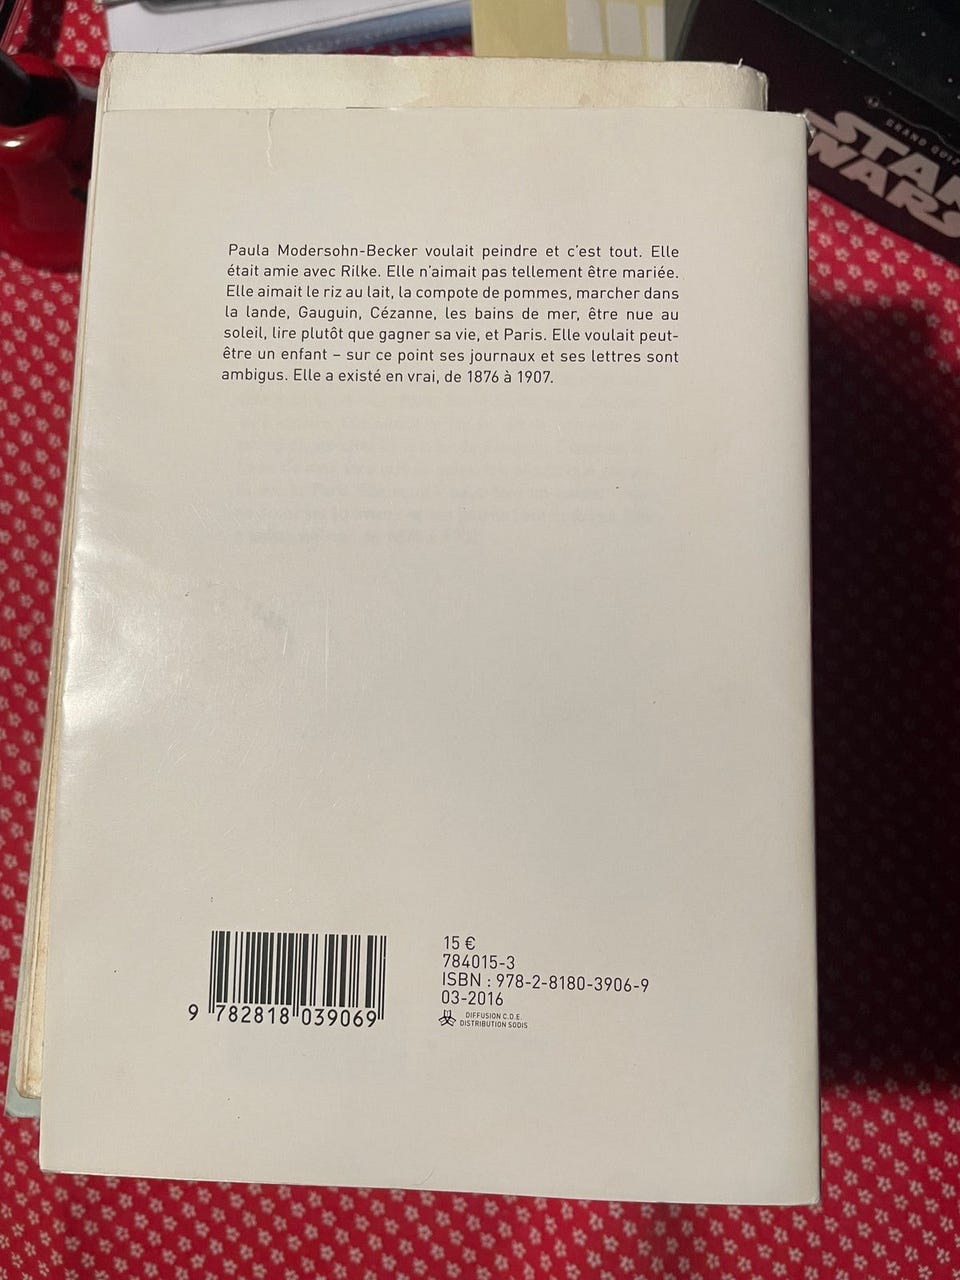 GRAND QUIZ
STAR
WARS
Paula Modersohn-Becker voulait peindre et c'est tout. Elle
était amie avec Rilke. Elle n'aimait pas tellement être mariée.
Elle aimait le riz au lait, la compote de pommes, marcher dans
la lande, Gauguin, Cézanne, les bains de mer, être nue au
soleil, lire plutôt que gagner sa vie, et Paris. Elle voulait peut-
être un enfant – sur ce point ses journaux et ses lettres sont
ambigus. Elle a existé en vrai, de 1876 à 1907.
9 782818 039069
15 €
784015-3
ISBN : 978-2-8180-3906-9
03-2016
DIFFUSION C.D.E.
DISTRIBUTION SODIS